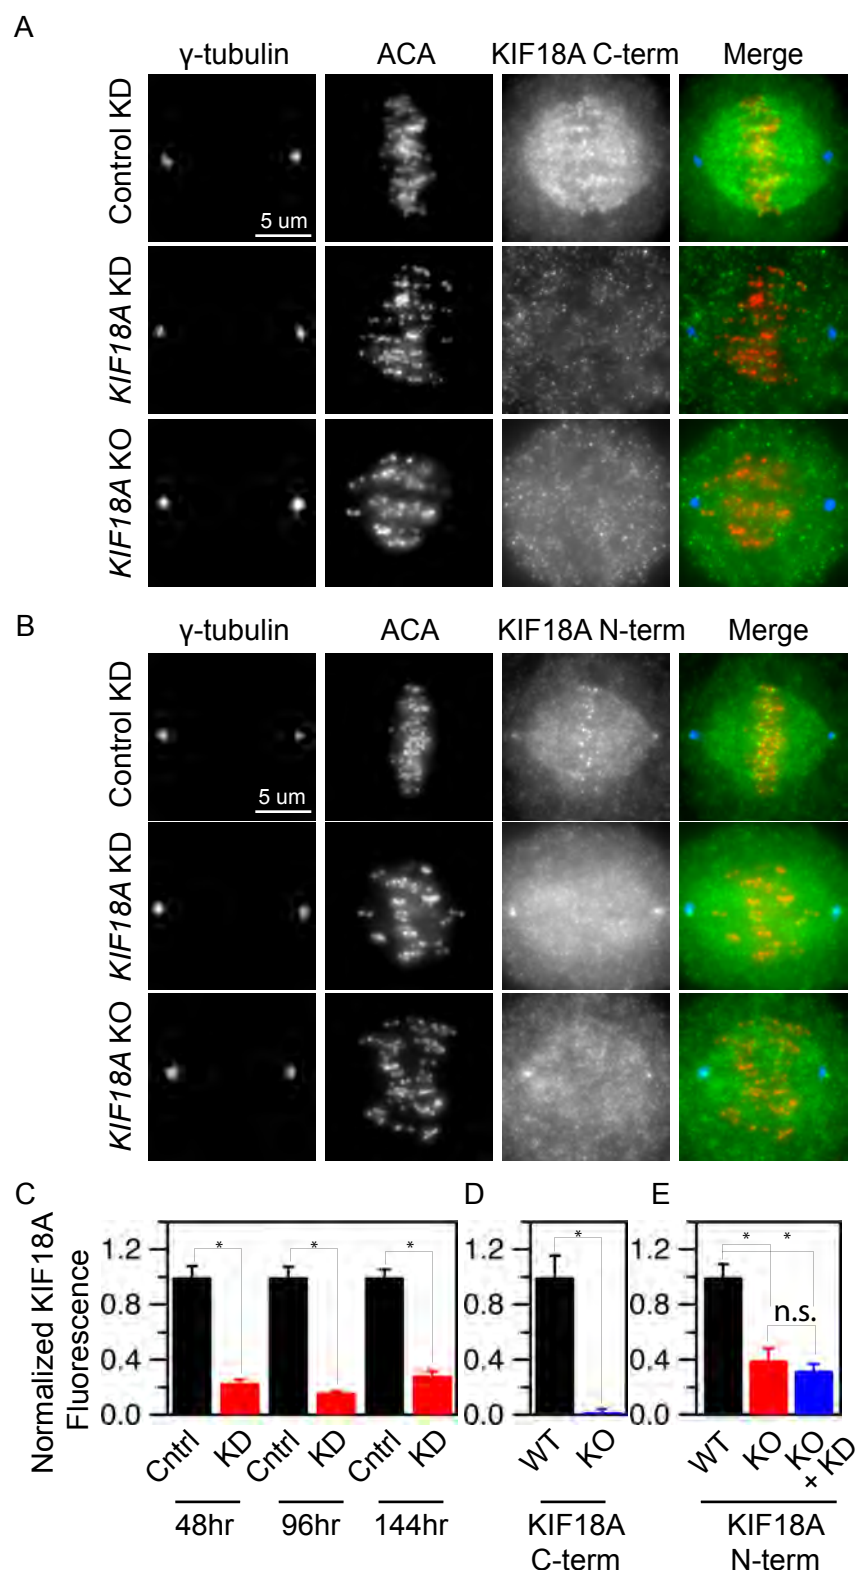 A
γ-tubulin ACA KIF18A C-term Merge
Control KD
5 um
KIF18A KD
KIF18A KO
B
γ-tubulin ACA KIF18A N-term Merge
Control KD
5 um
KIF18A KD
KIF18A KO
C D E
Normalized KIF18A
Fluorescence
1.2
0.8
0.4
0.0
* * *
Cntrl KD Cntrl KD Cntrl KD
48hr 96hr 144hr
1.2
0.8
0.4
0.0
*
WT KO
KIF18A
C-term
1.2
0.8
0.4
0.0
* *
n.s.
WT KO KO
+ KD
KIF18A
N-term